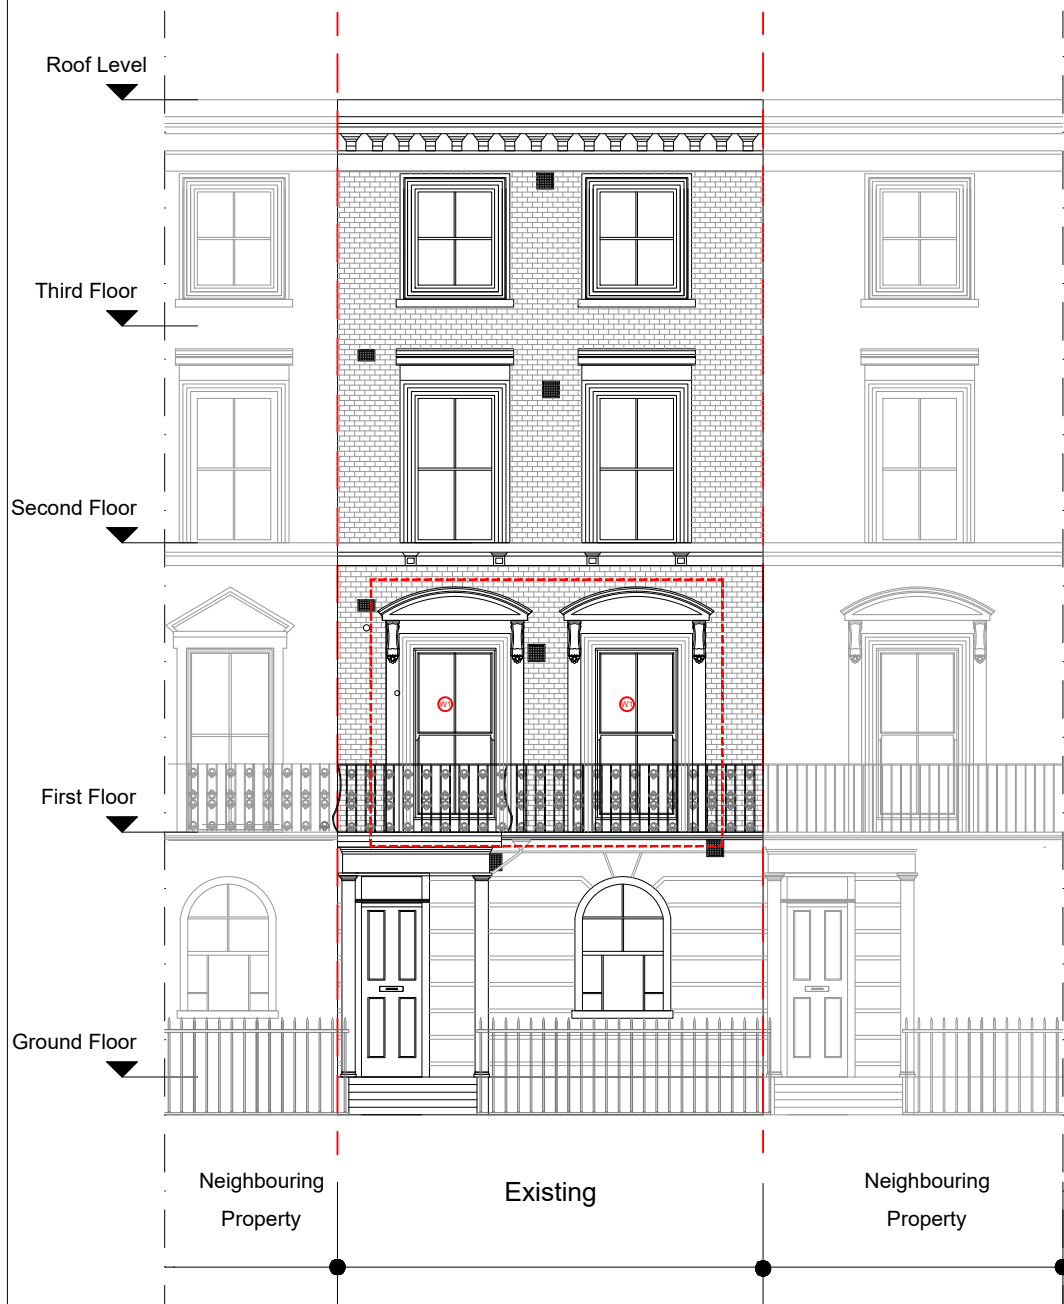 Roof Level
Third Floor
Second Floor
W1
W1
First Floor
Ground Floor
Neighbouring
Property
Existing
Neighbouring
Property